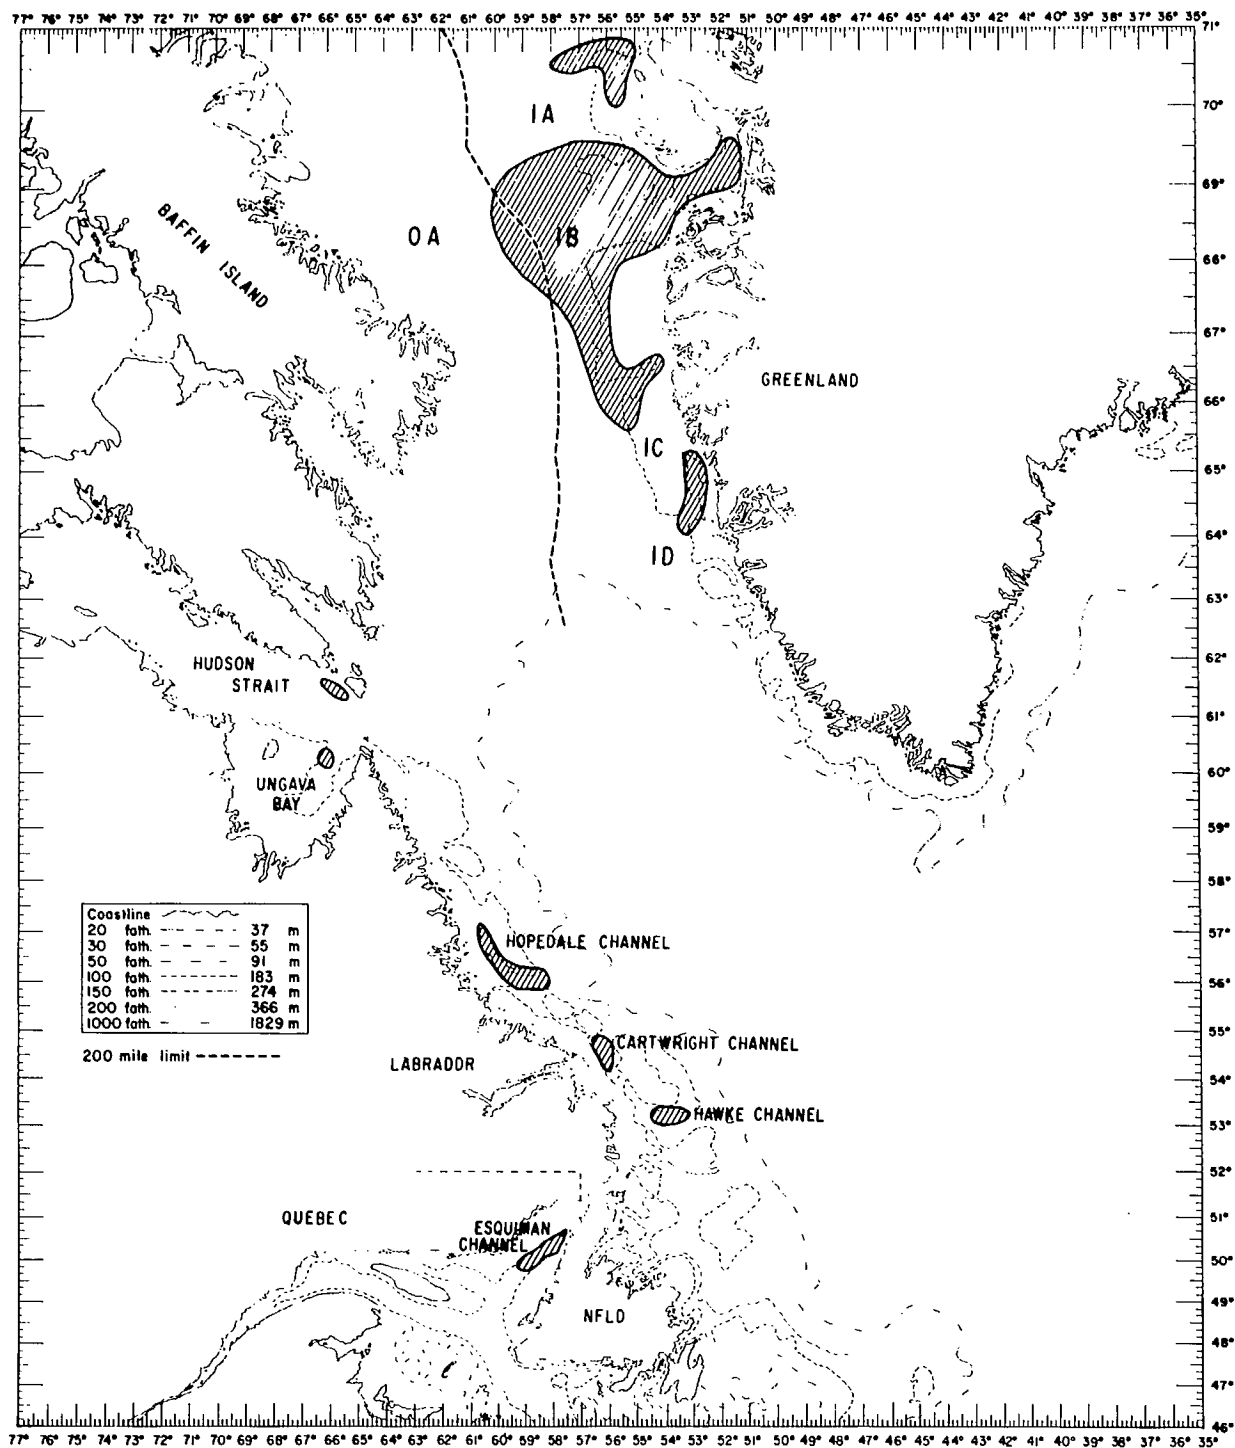 77° 76° 75° 74° 73° 72° 71° 70° 69° 68° 67° 66° 65° 64° 63° 62° 61° 60° 59° 58° 57° 56° 55° 54° 53° 52° 51° 50° 49° 48° 47° 46° 45° 44° 43° 42° 41° 40° 39° 38° 37° 36° 35°
71°
70°
1A
69°
BAFFIN ISLAND
0A
1B
66°
67°
GREENLAND
66°
1C
65°
64°
1D
63°
62°
HUDSON
STRAIT
61°
60°
UNGAVA
BAY
59°
58°
Coastline
20 fath. 37 m
30 fath. 55 m
50 fath. 91 m
100 fath. 183 m
150 fath. 274 m
200 fath. 366 m
1000 fath. 1829 m
200 mile limit
57°
HOPEDALE CHANNEL
56°
55°
CARTWRIGHT CHANNEL
LABRADDR
54°
HAWKE CHANNEL
53°
52°
QUEBEC
51°
ESQUIMAN
CHANNEL
50°
NFLD
49°
48°
47°
46°
77° 76° 75° 74° 73° 72° 71° 70° 69° 68° 67° 66° 65° 64° 63° 62° 61° 60° 59° 58° 57° 56° 55° 54° 53° 52° 51° 50° 49° 48° 47° 46° 45° 44° 43° 42° 41° 40° 39° 38° 37° 36° 35°